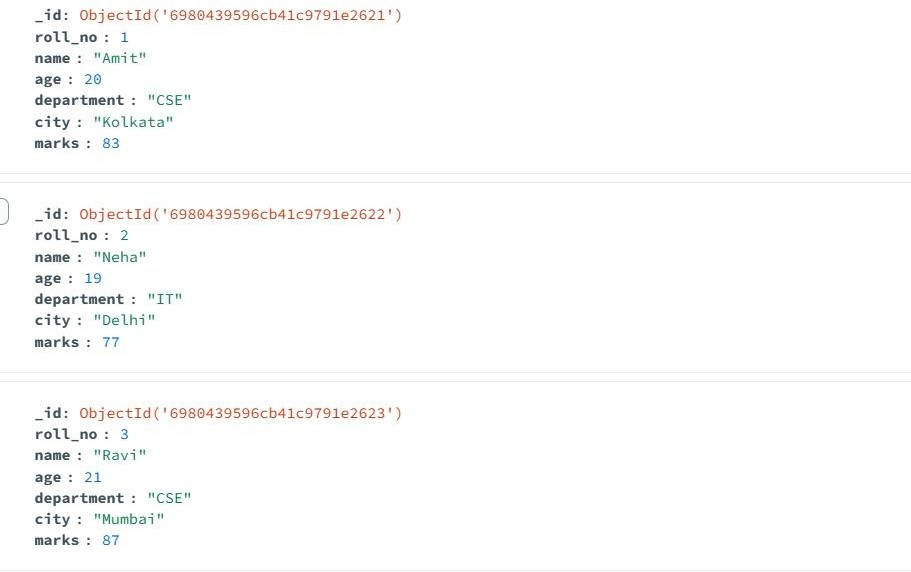 _id: ObjectId('6980439596cb41c9791e2621')
roll_no : 1
name : "Amit"
age : 20
department : "CSE"
city : "Kolkata"
marks : 83
_id: ObjectId('6980439596cb41c9791e2622')
roll_no : 2
name : "Neha"
age : 19
department : "IT"
city : "Delhi"
marks : 77
_id: ObjectId('6980439596cb41c9791e2623')
roll_no : 3
name : "Ravi"
age : 21
department : "CSE"
city : "Mumbai"
marks : 87